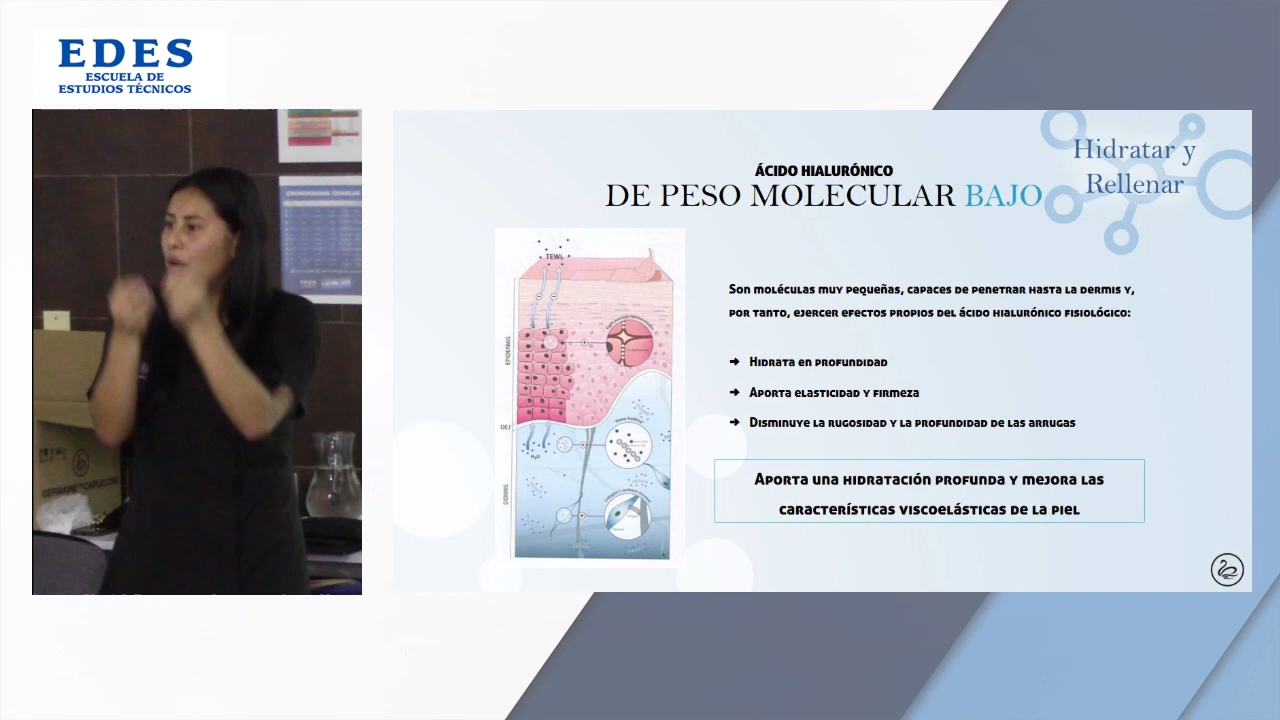 EDES
ESCUELA DE
ESTUDIOS TÉCNICOS
GERMAINE
Hidratar y
Rellenar
ÁCIDO HIALURÓNICO
DE PESO MOLECULAR BAJO
TEWL
EPIDERMIS
DEJ
H₂O
DERMIS
Son moléculas muy pequeñas, capaces de penetrar hasta la dermis y,
por tanto, ejercer efectos propios del ácido hialurónico fisiológico:
➜ Hidrata en profundidad
➜ Aporta elasticidad y firmeza
➜ Disminuye la rugosidad y la profundidad de las arrugas
Aporta una hidratación profunda y mejora las
características viscoelásticas de la piel